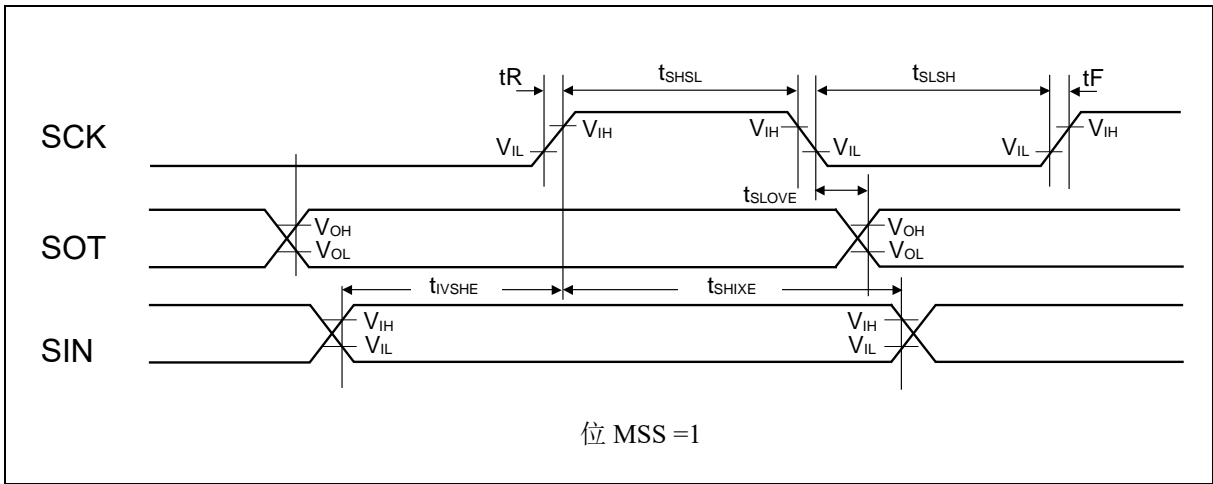 tR tSHSL tSLSH tF
SCK VIL VIH VIH VIL VIL VIH
tSLOVE
SOT VOH VOL VOH VOL
tIVSHE tSHIXE
SIN VIH VIL VIH VIL
位 MSS =1